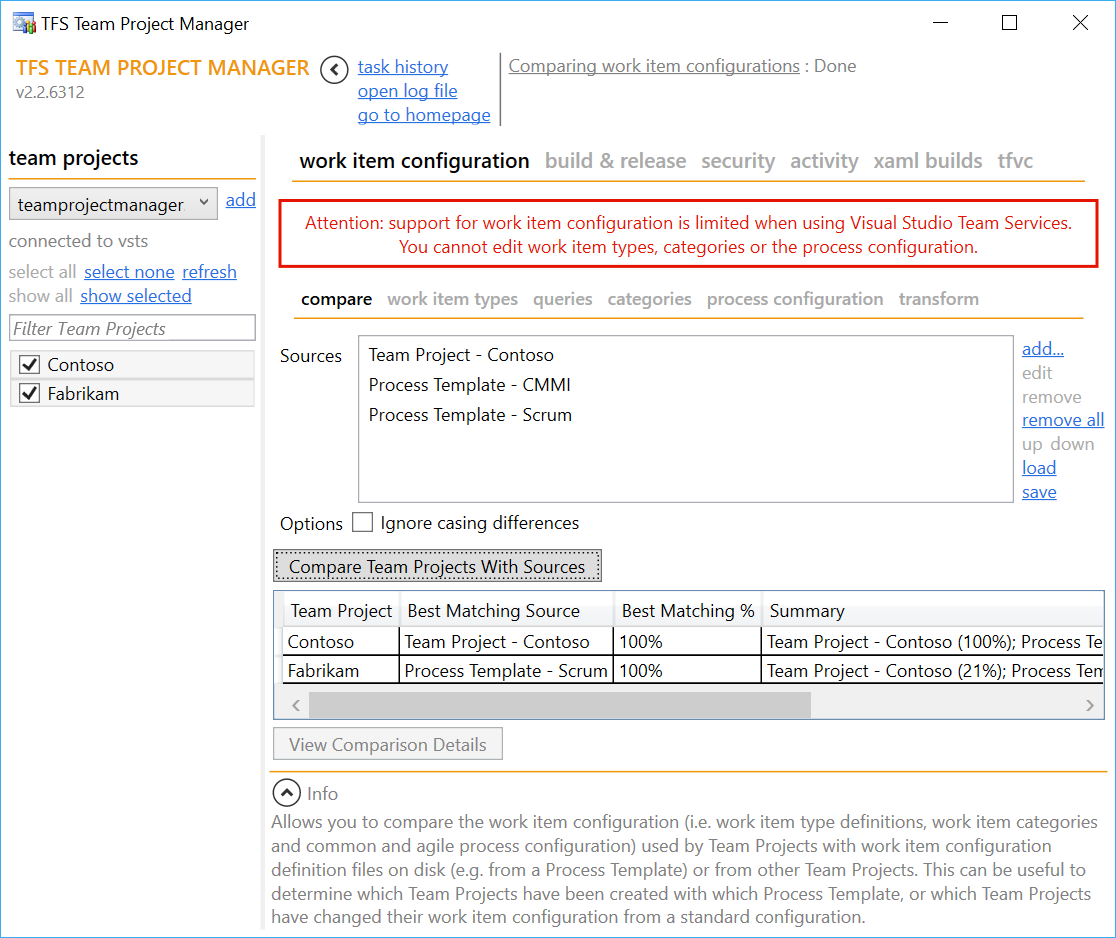 TFS Team Project Manager
TFS TEAM PROJECT MANAGER
v2.2.6312
task history
open log file
go to homepage
Comparing work item configurations : Done
team projects
teamprojectmanager
add
connected to vsts
select all select none refresh
show all show selected
Filter Team Projects
Contoso
Fabrikam
work item configuration build & release security activity xaml builds tfvc
Attention: support for work item configuration is limited when using Visual Studio Team Services.
You cannot edit work item types, categories or the process configuration.
compare work item types queries categories process configuration transform
Sources
Team Project - Contoso
Process Template - CMMI
Process Template - Scrum
add...
edit
remove
remove all
up down
load
save
Options Ignore casing differences
Compare Team Projects With Sources
Team Project Best Matching Source Best Matching % Summary
Contoso Team Project - Contoso 100% Team Project - Contoso (100%); Process Te
Fabrikam Process Template - Scrum 100% Team Project - Contoso (21%); Process Tem
View Comparison Details
Info
Allows you to compare the work item configuration (i.e. work item type definitions, work item categories
and common and agile process configuration) used by Team Projects with work item configuration
definition files on disk (e.g. from a Process Template) or from other Team Projects. This can be useful to
determine which Team Projects have been created with which Process Template, or which Team Projects
have changed their work item configuration from a standard configuration.